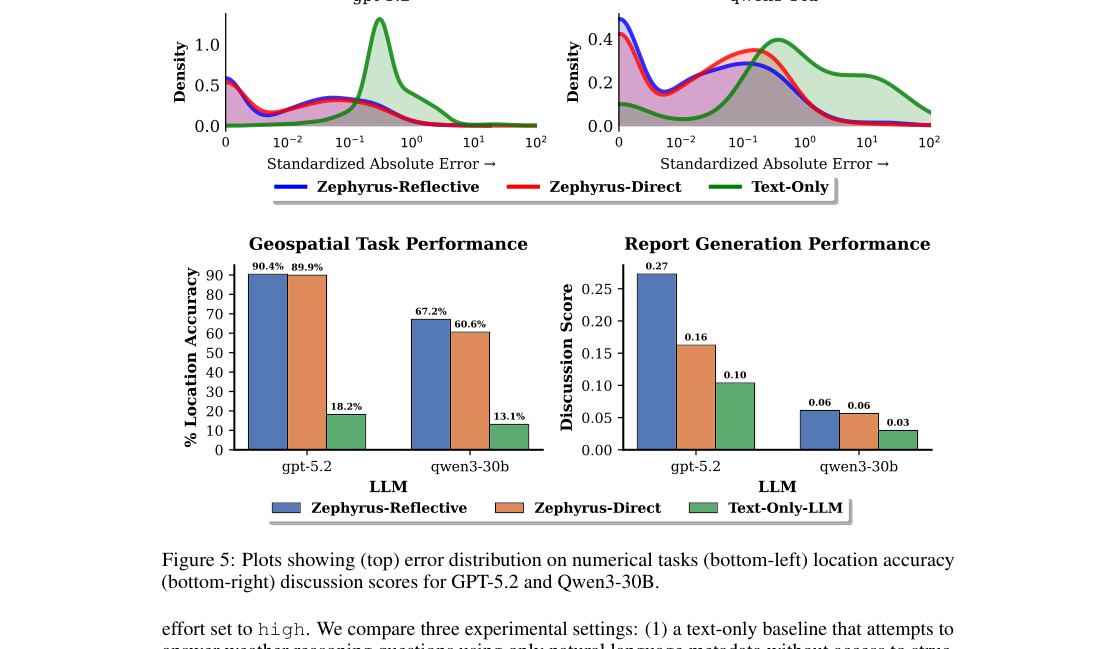 Density
1.0
0.5
0.0
0
10⁻²
10⁻¹
10⁰
10¹
10²
Standardized Absolute Error →
Density
0.4
0.2
0.0
0
10⁻²
10⁻¹
10⁰
10¹
10²
Standardized Absolute Error →
Zephyrus-Reflective Zephyrus-Direct Text-Only
Geospatial Task Performance
% Location Accuracy
90
80
70
60
50
40
30
20
10
0
90.4% 89.9%
18.2%
67.2%
60.6%
13.1%
gpt-5.2 qwen3-30b
LLM
Report Generation Performance
Discussion Score
0.25
0.20
0.15
0.10
0.05
0.00
0.27
0.16
0.10
0.06 0.06
0.03
gpt-5.2 qwen3-30b
LLM
Zephyrus-Reflective Zephyrus-Direct Text-Only-LLM
Figure 5: Plots showing (top) error distribution on numerical tasks (bottom-left) location accuracy
(bottom-right) discussion scores for GPT-5.2 and Qwen3-30B.
effort set to high. We compare three experimental settings: (1) a text-only baseline that attempts to